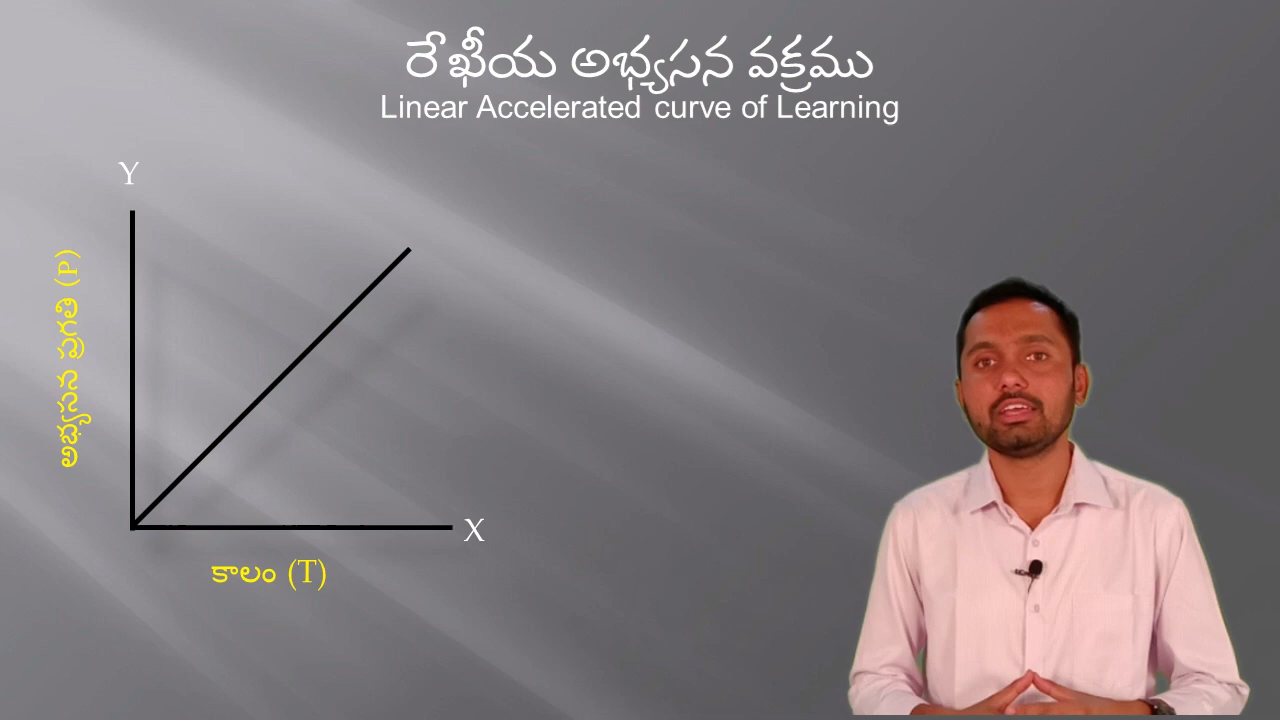 రేఖీయ అభ్యసన వక్రము
Linear Accelerated curve of Learning
Y
అభ్యసన ప్రగతి (P)
X
కాలం (T)